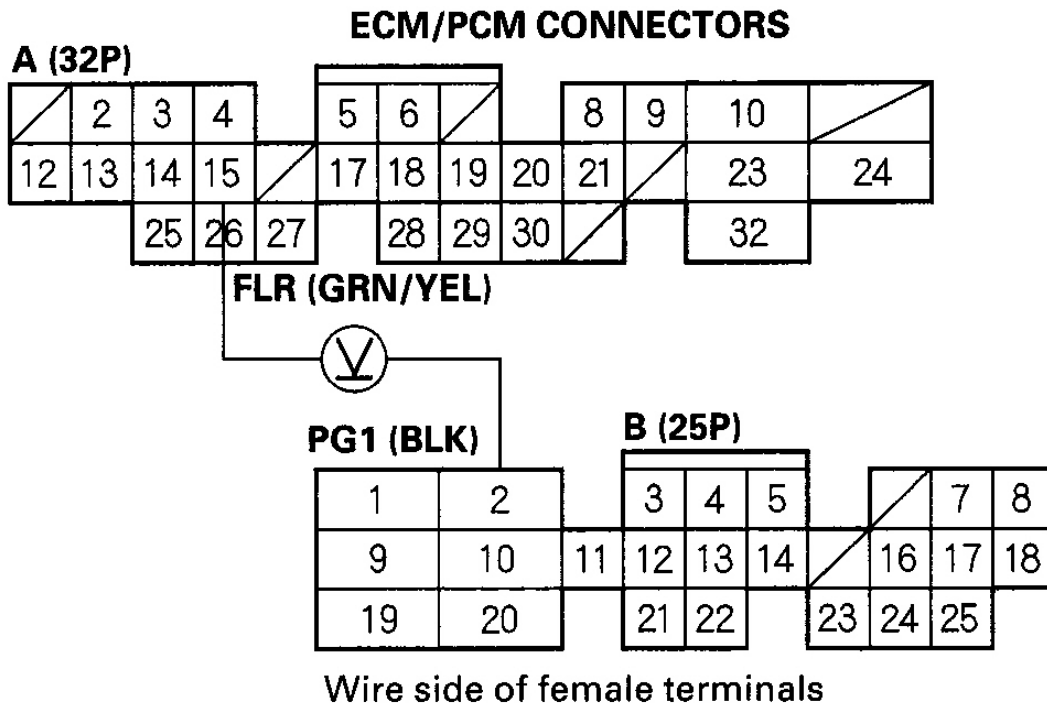 ECM/PCM CONNECTORS
A (32P)
2 3 4 5 6 8 9 10
12 13 14 15 17 18 19 20 21 23 24
25 26 27 28 29 30 32
FLR (GRN/YEL)
V
PG1 (BLK)
B (25P)
1 2 3 4 5 7 8
9 10 11 12 13 14 16 17 18
19 20 21 22 23 24 25
Wire side of female terminals